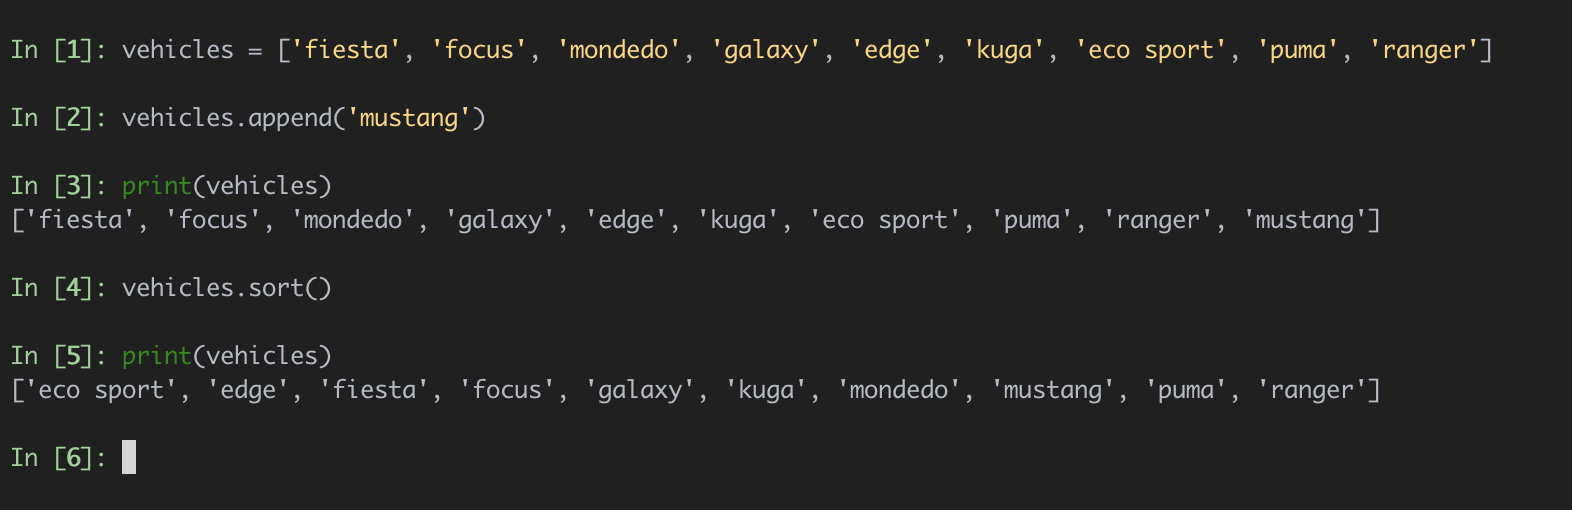 In [1]: vehicles = ['fiesta', 'focus', 'mondedo', 'galaxy', 'edge', 'kuga', 'eco sport', 'puma', 'ranger']
In [2]: vehicles.append('mustang')
In [3]: print(vehicles)
['fiesta', 'focus', 'mondedo', 'galaxy', 'edge', 'kuga', 'eco sport', 'puma', 'ranger', 'mustang']
In [4]: vehicles.sort()
In [5]: print(vehicles)
['eco sport', 'edge', 'fiesta', 'focus', 'galaxy', 'kuga', 'mondedo', 'mustang', 'puma', 'ranger']
In [6]: